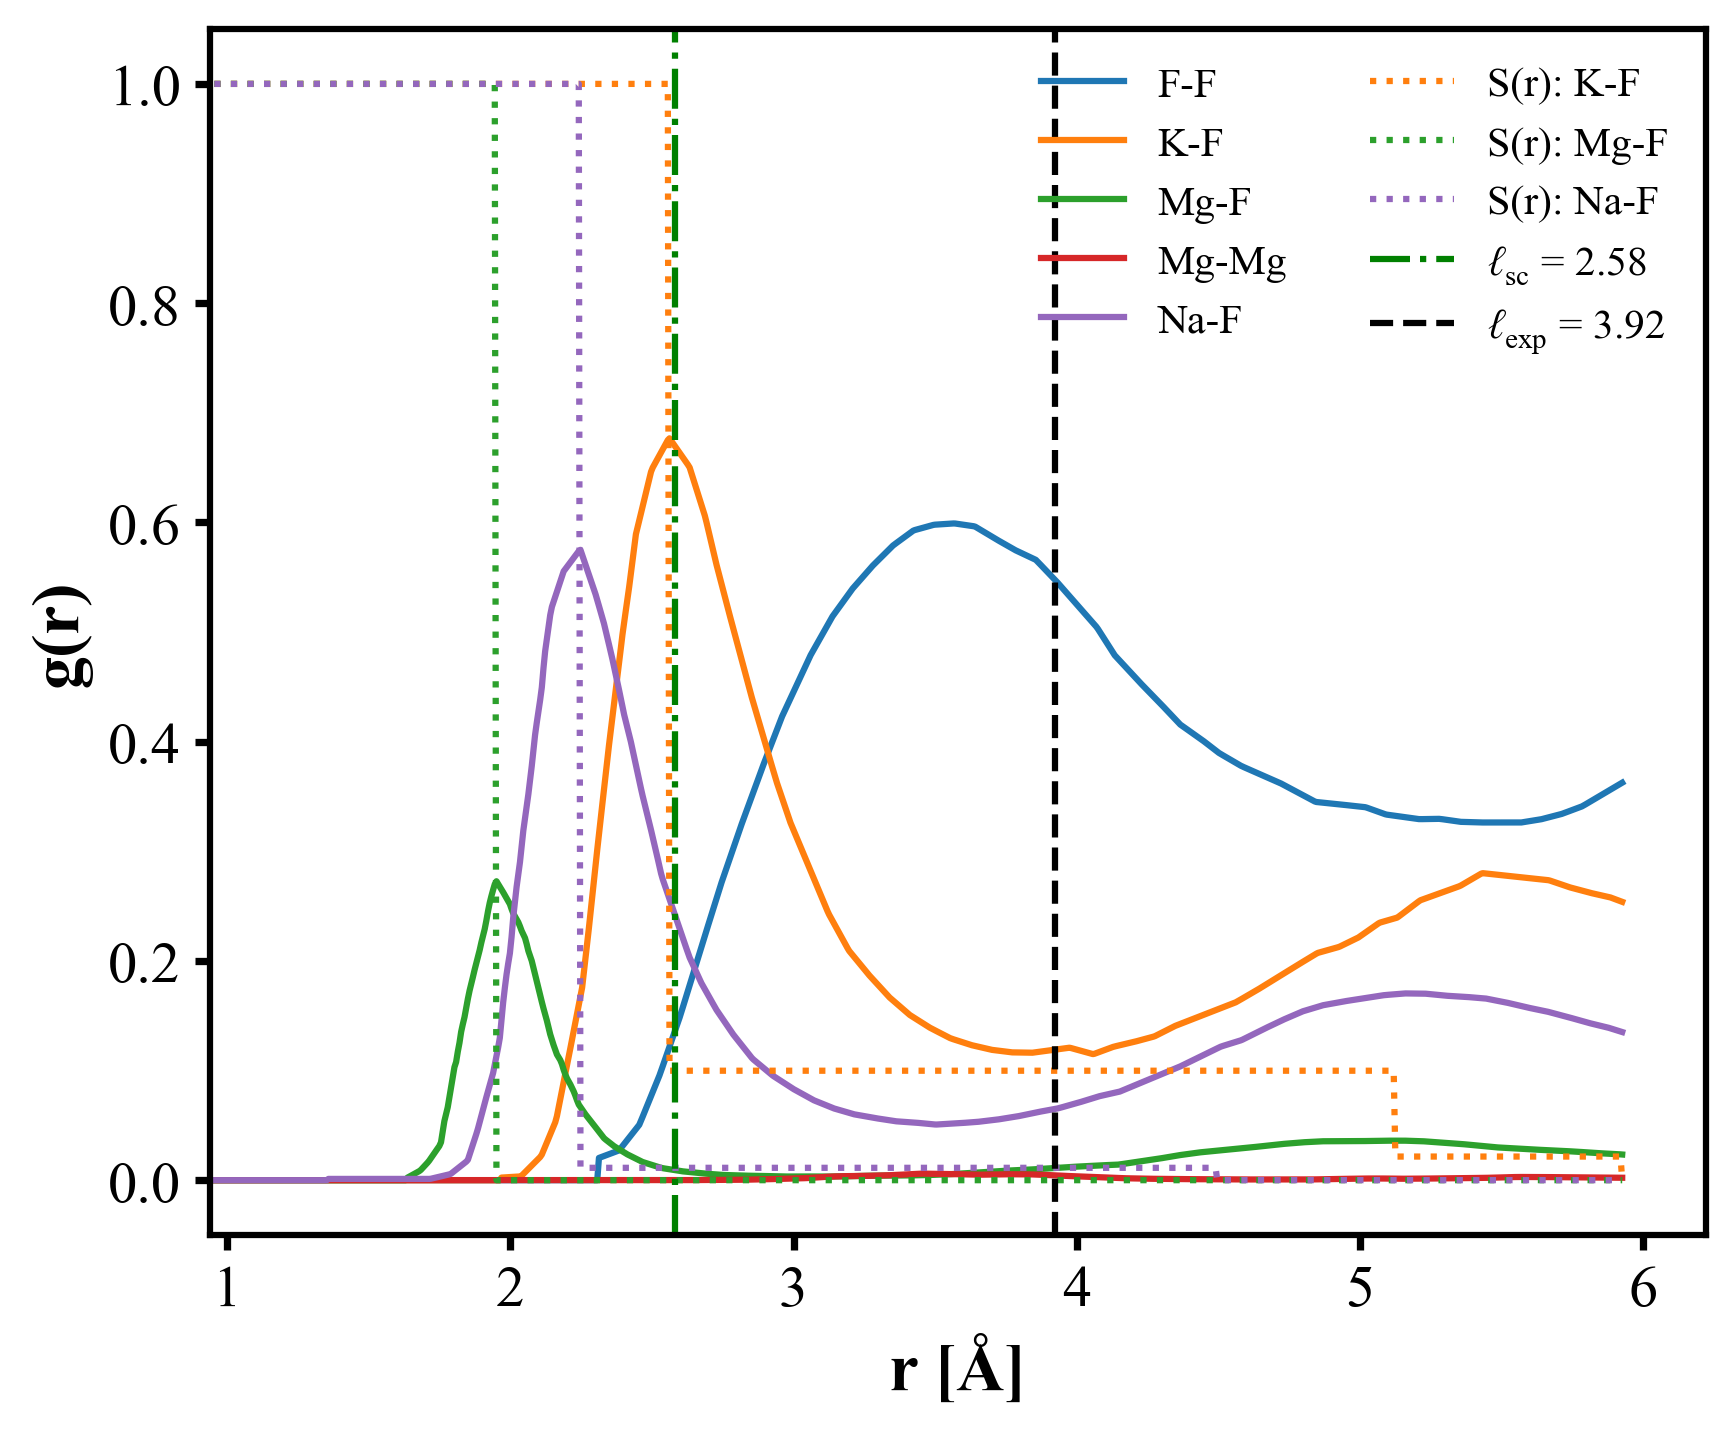 1.0
0.8
0.6
0.4
0.2
0.0
g(r)
1 2 3 4 5 6
r [Å]
F-F
K-F
Mg-F
Mg-Mg
Na-F
S(r): K-F
S(r): Mg-F
S(r): Na-F
ℓsc = 2.58
ℓexp = 3.92